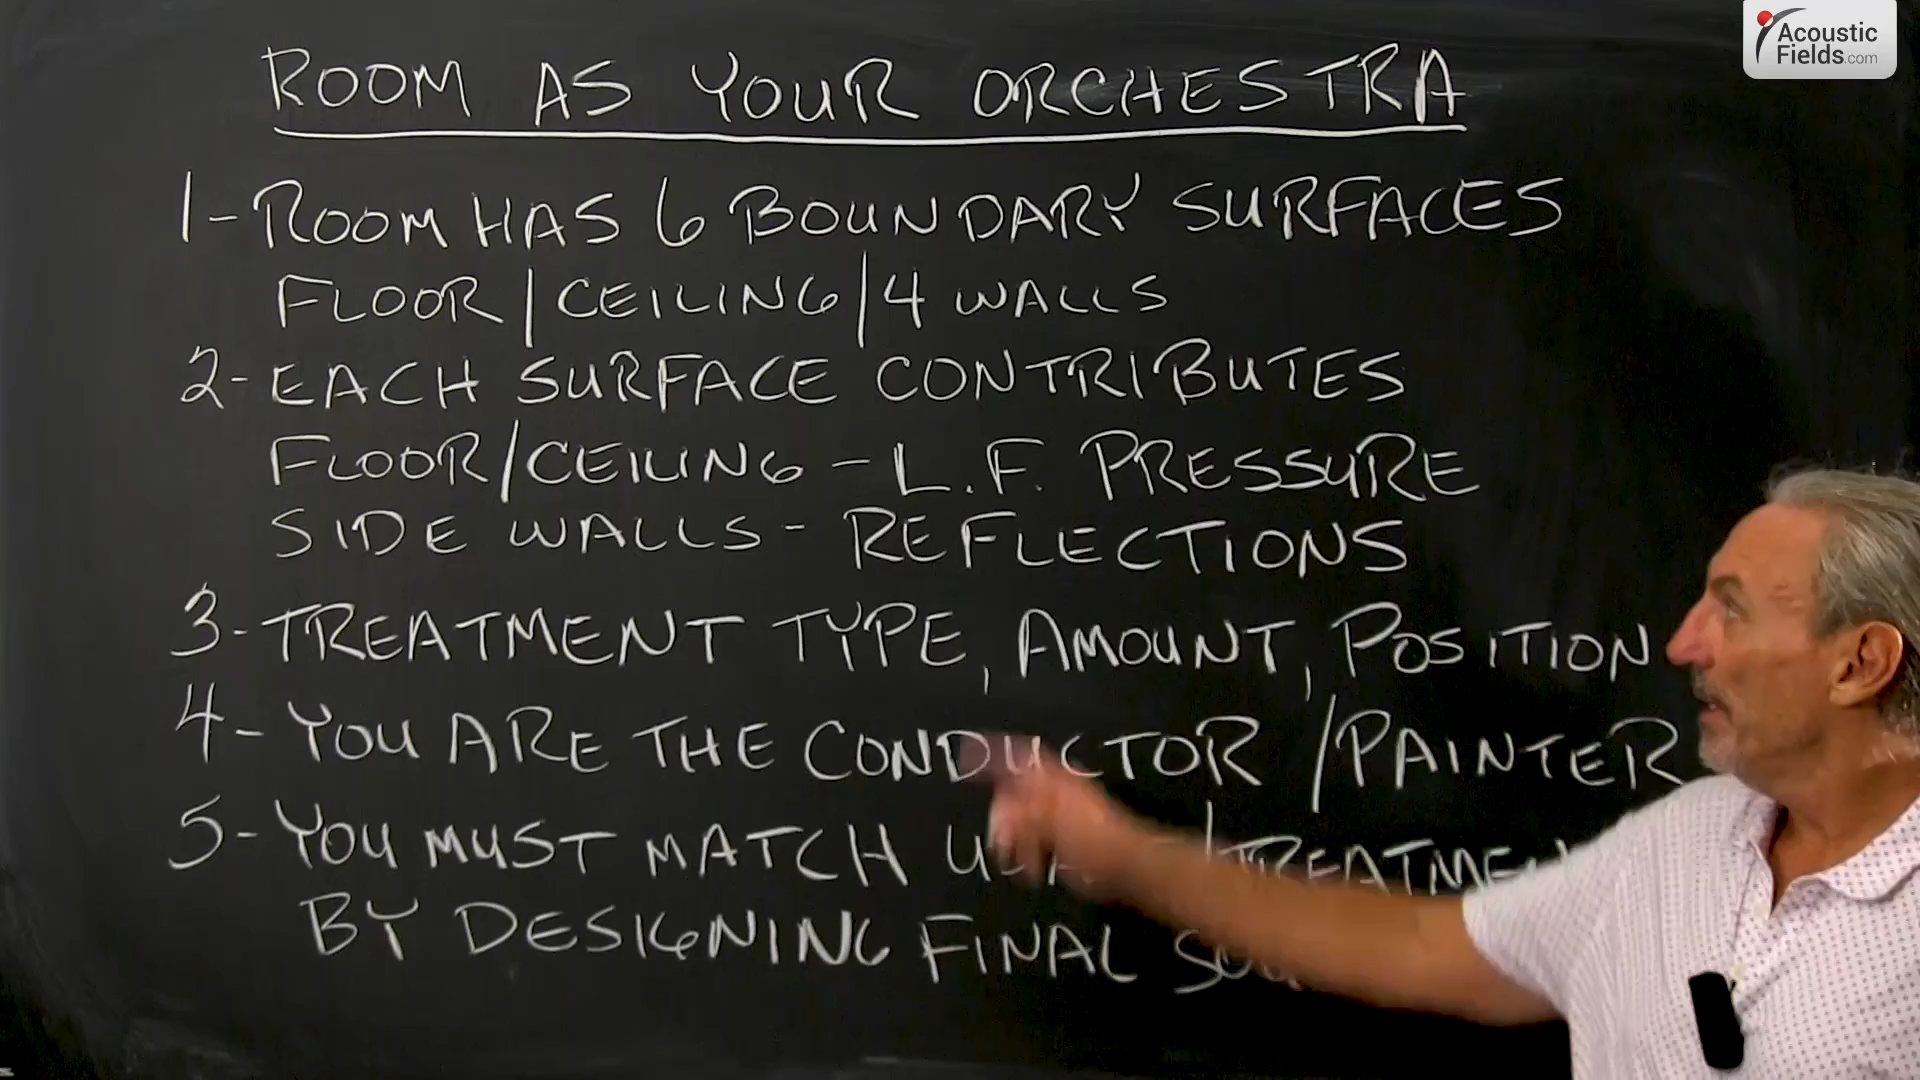 Acoustic
Fields.com
ROOM AS YOUR ORCHESTRA
1- ROOM HAS 6 BOUNDARY SURFACES
FLOOR/CEILING/4 WALLS
2- EACH SURFACE CONTRIBUTES
FLOOR/CEILING - L.F. PRESSURE
SIDE WALLS - REFLECTIONS
3- TREATMENT TYPE, AMOUNT, POSITION
4- YOU ARE THE CONDUCTOR/PAINTER
5- YOU MUST MATCH
BY DESIGNING FINAL